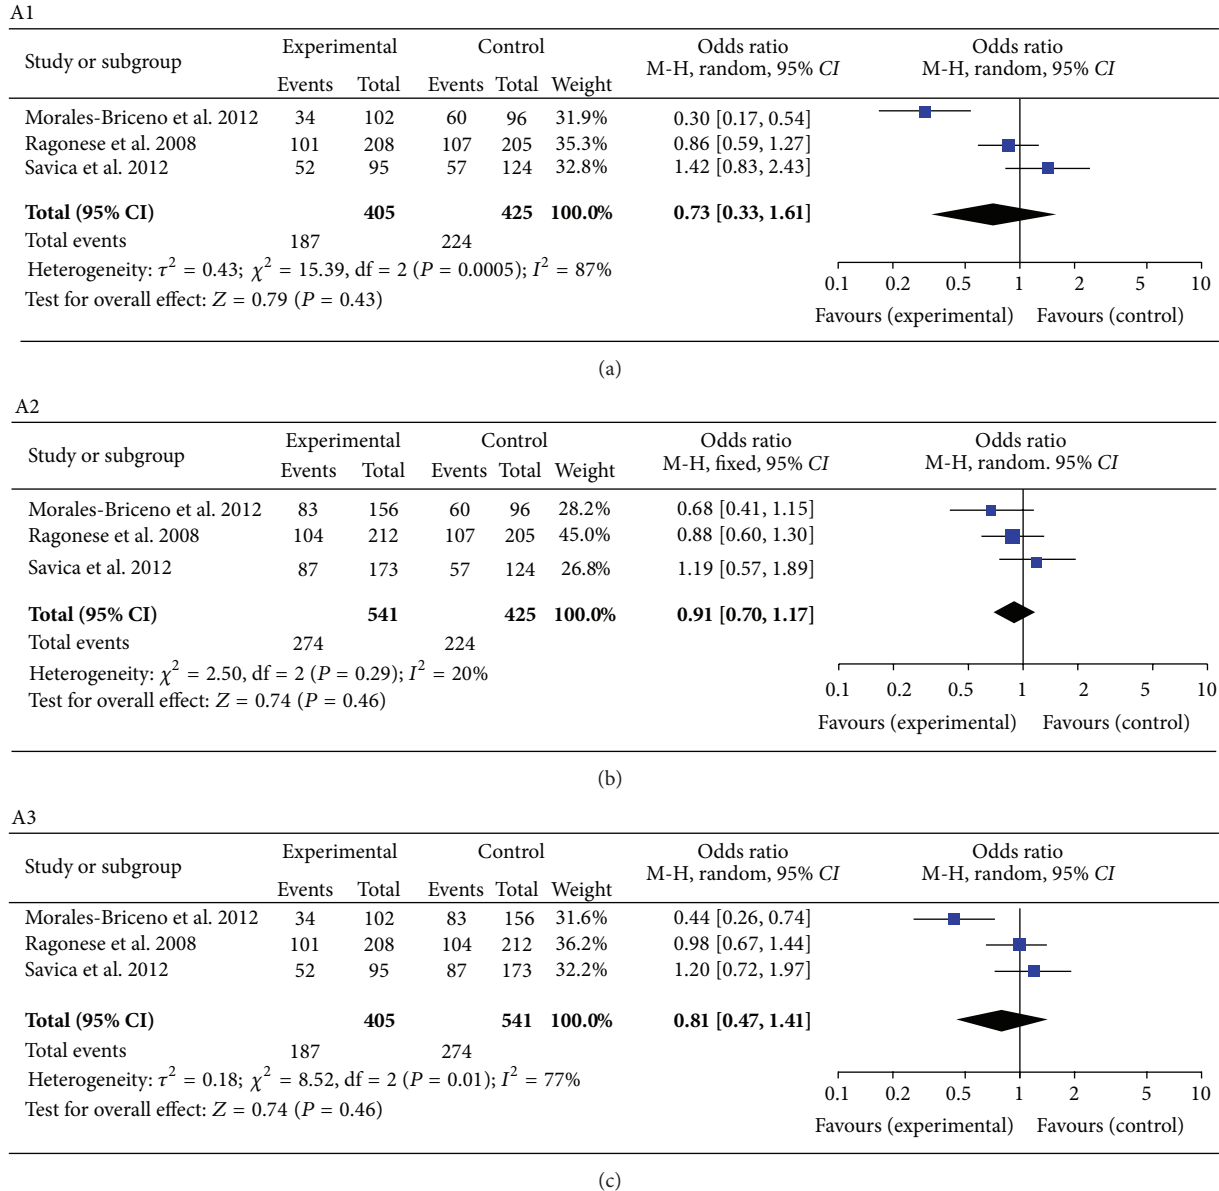 A1
Study or subgroup Experimental Control Odds ratio Odds ratio
Events Total Events Total Weight M-H, random, 95% CI M-H, random, 95% CI
Morales-Briceno et al. 2012 34 102 60 96 31.9% 0.30 [0.17, 0.54]
Ragonese et al. 2008 101 208 107 205 35.3% 0.86 [0.59, 1.27]
Savica et al. 2012 52 95 57 124 32.8% 1.42 [0.83, 2.43]
Total (95% CI) 405 425 100.0% 0.73 [0.33, 1.61]
Total events 187 224
Heterogeneity: τ² = 0.43; χ² = 15.39, df = 2 (P = 0.0005); I² = 87%
Test for overall effect: Z = 0.79 (P = 0.43)
0.1 0.2 0.5 1 2 5 10
Favours (experimental) Favours (control)
(a)
A2
Study or subgroup Experimental Control Odds ratio Odds ratio
Events Total Events Total Weight M-H, fixed, 95% CI M-H, random. 95% CI
Morales-Briceno et al. 2012 83 156 60 96 28.2% 0.68 [0.41, 1.15]
Ragonese et al. 2008 104 212 107 205 45.0% 0.88 [0.60, 1.30]
Savica et al. 2012 87 173 57 124 26.8% 1.19 [0.57, 1.89]
Total (95% CI) 541 425 100.0% 0.91 [0.70, 1.17]
Total events 274 224
Heterogeneity: χ² = 2.50, df = 2 (P = 0.29); I² = 20%
Test for overall effect: Z = 0.74 (P = 0.46)
0.1 0.2 0.5 1 2 5 10
Favours (experimental) Favours (control)
(b)
A3
Study or subgroup Experimental Control Odds ratio Odds ratio
Events Total Events Total Weight M-H, random, 95% CI M-H, random, 95% CI
Morales-Briceno et al. 2012 34 102 83 156 31.6% 0.44 [0.26, 0.74]
Ragonese et al. 2008 101 208 104 212 36.2% 0.98 [0.67, 1.44]
Savica et al. 2012 52 95 87 173 32.2% 1.20 [0.72, 1.97]
Total (95% CI) 405 541 100.0% 0.81 [0.47, 1.41]
Total events 187 274
Heterogeneity: τ² = 0.18; χ² = 8.52, df = 2 (P = 0.01); I² = 77%
Test for overall effect: Z = 0.74 (P = 0.46)
0.1 0.2 0.5 1 2 5 10
Favours (experimental) Favours (control)
(c)